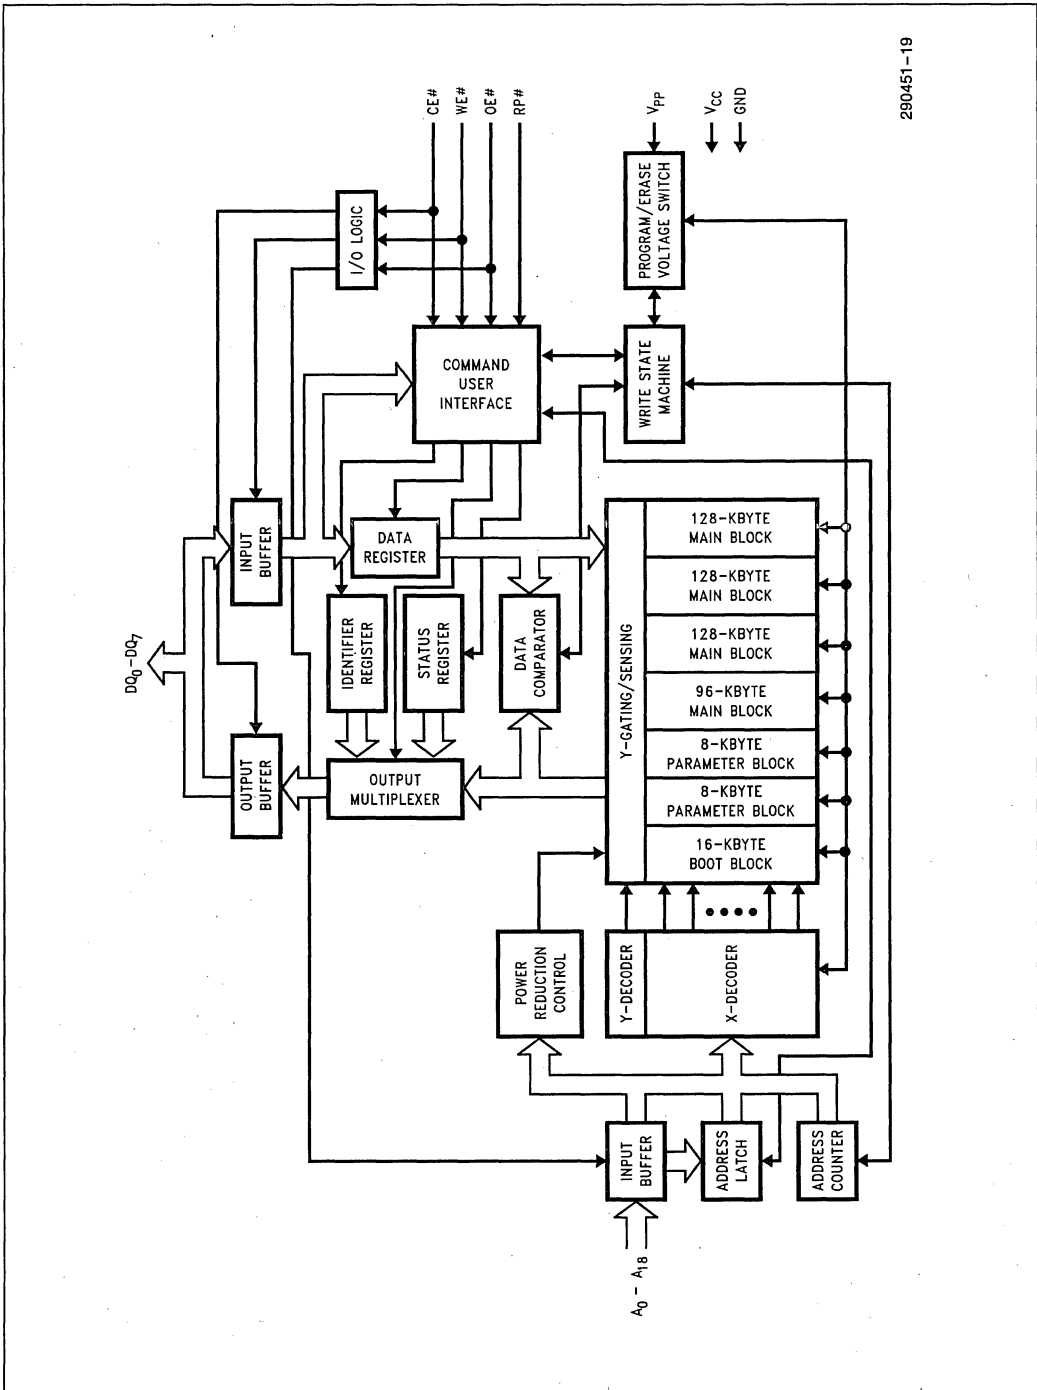 290451-19
DQ₀-DQ₇
CE#
WE#
OE#
RP#
V_PP
V_CC
GND
I/O LOGIC
INPUT
BUFFER
OUTPUT
BUFFER
COMMAND
USER
INTERFACE
PROGRAM/ERASE
VOLTAGE SWITCH
WRITE STATE
MACHINE
DATA
REGISTER
IDENTIFIER
REGISTER
STATUS
REGISTER
DATA
COMPARATOR
OUTPUT
MULTIPLEXER
Y-GATING/SENSING
128-KBYTE
MAIN BLOCK
128-KBYTE
MAIN BLOCK
128-KBYTE
MAIN BLOCK
96-KBYTE
MAIN BLOCK
8-KBYTE
PARAMETER BLOCK
8-KBYTE
PARAMETER BLOCK
16-KBYTE
BOOT BLOCK
POWER
REDUCTION
CONTROL
Y-DECODER
X-DECODER
INPUT
BUFFER
ADDRESS
LATCH
ADDRESS
COUNTER
A₀ - A₁₈